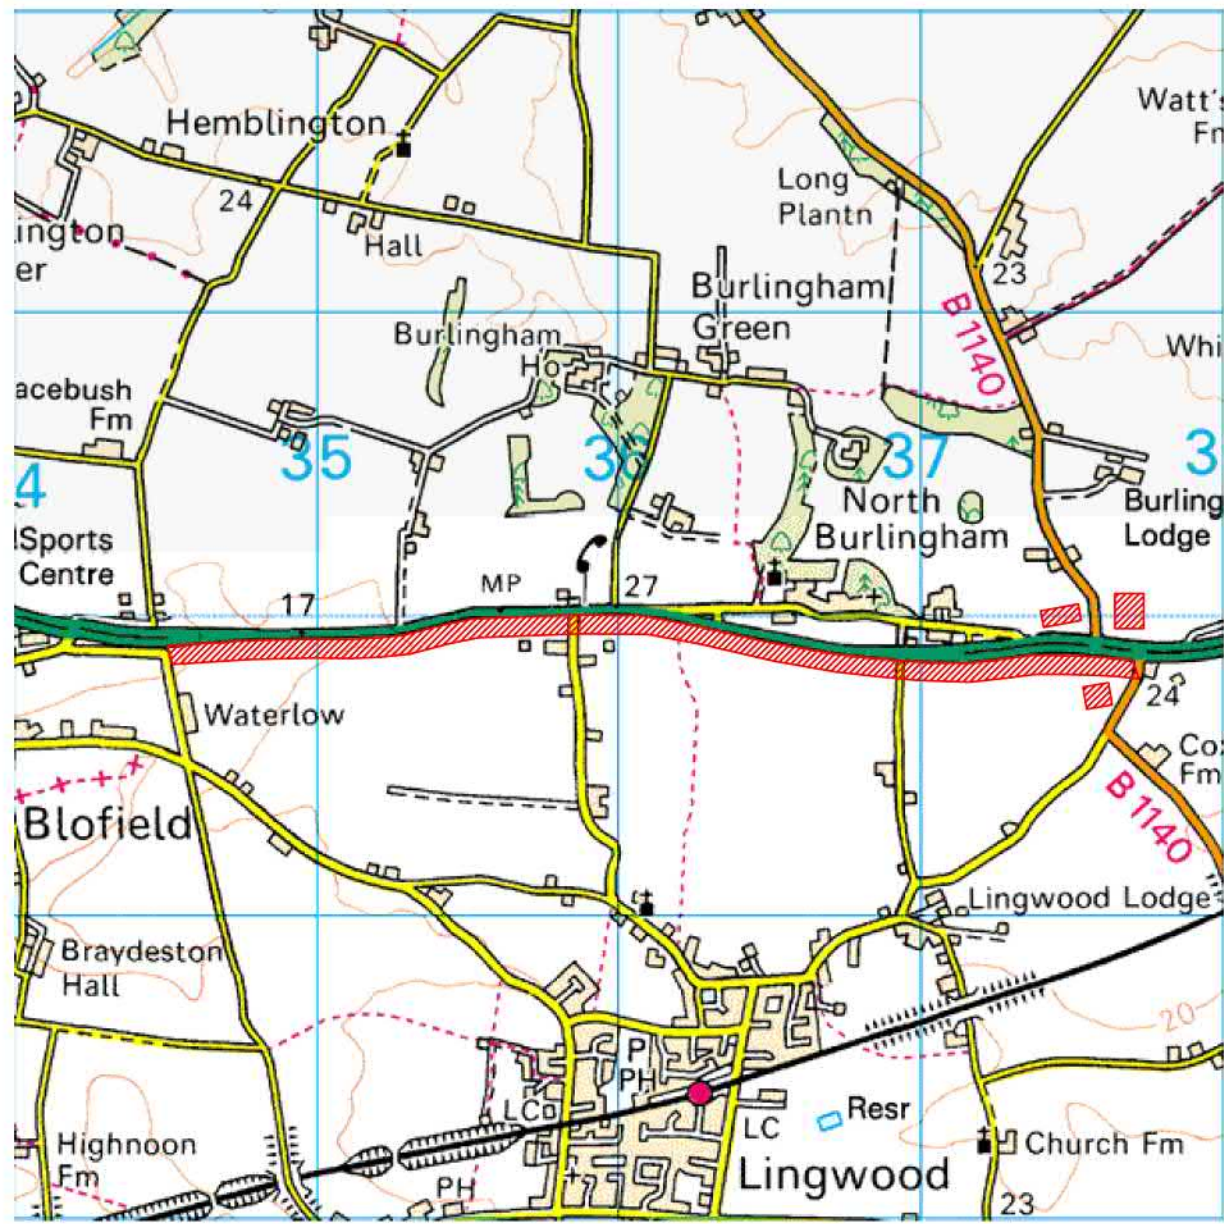 Hemblington
Watt's
Fm
Long
Plantn
24
ington
er
Hall
23
Burlingham
Green
B 1140
Burlingham
Ho
Whi
acebush
Fm
35
36
37
3
4
North
Burlingham
Burling
Lodge
Sports
Centre
MP
27
17
24
Waterlow
Cox
Fm
B 1140
Blofield
Lingwood Lodge
Braydeston
Hall
20
P
PH
LC
Resr
LC
Church Fm
Highnoon
Fm
Lingwood
PH
23